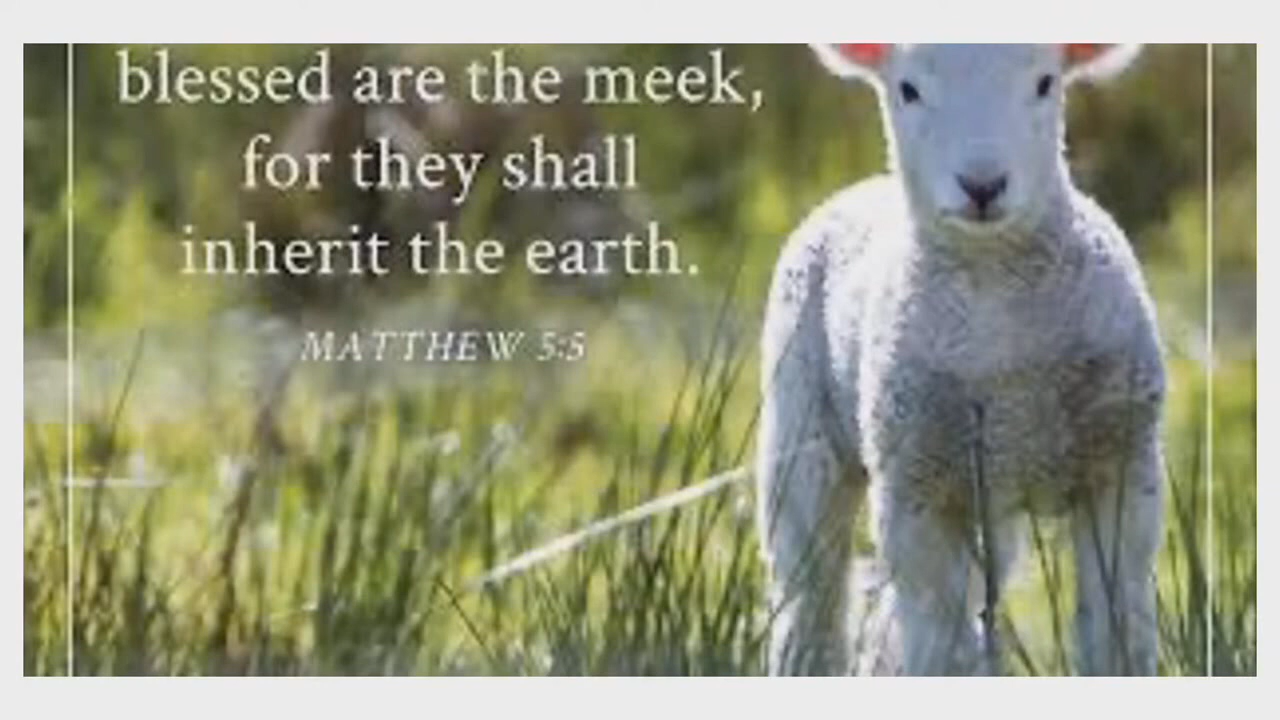 blessed are the meek,
for they shall
inherit the earth.
MATTHEW 5:5